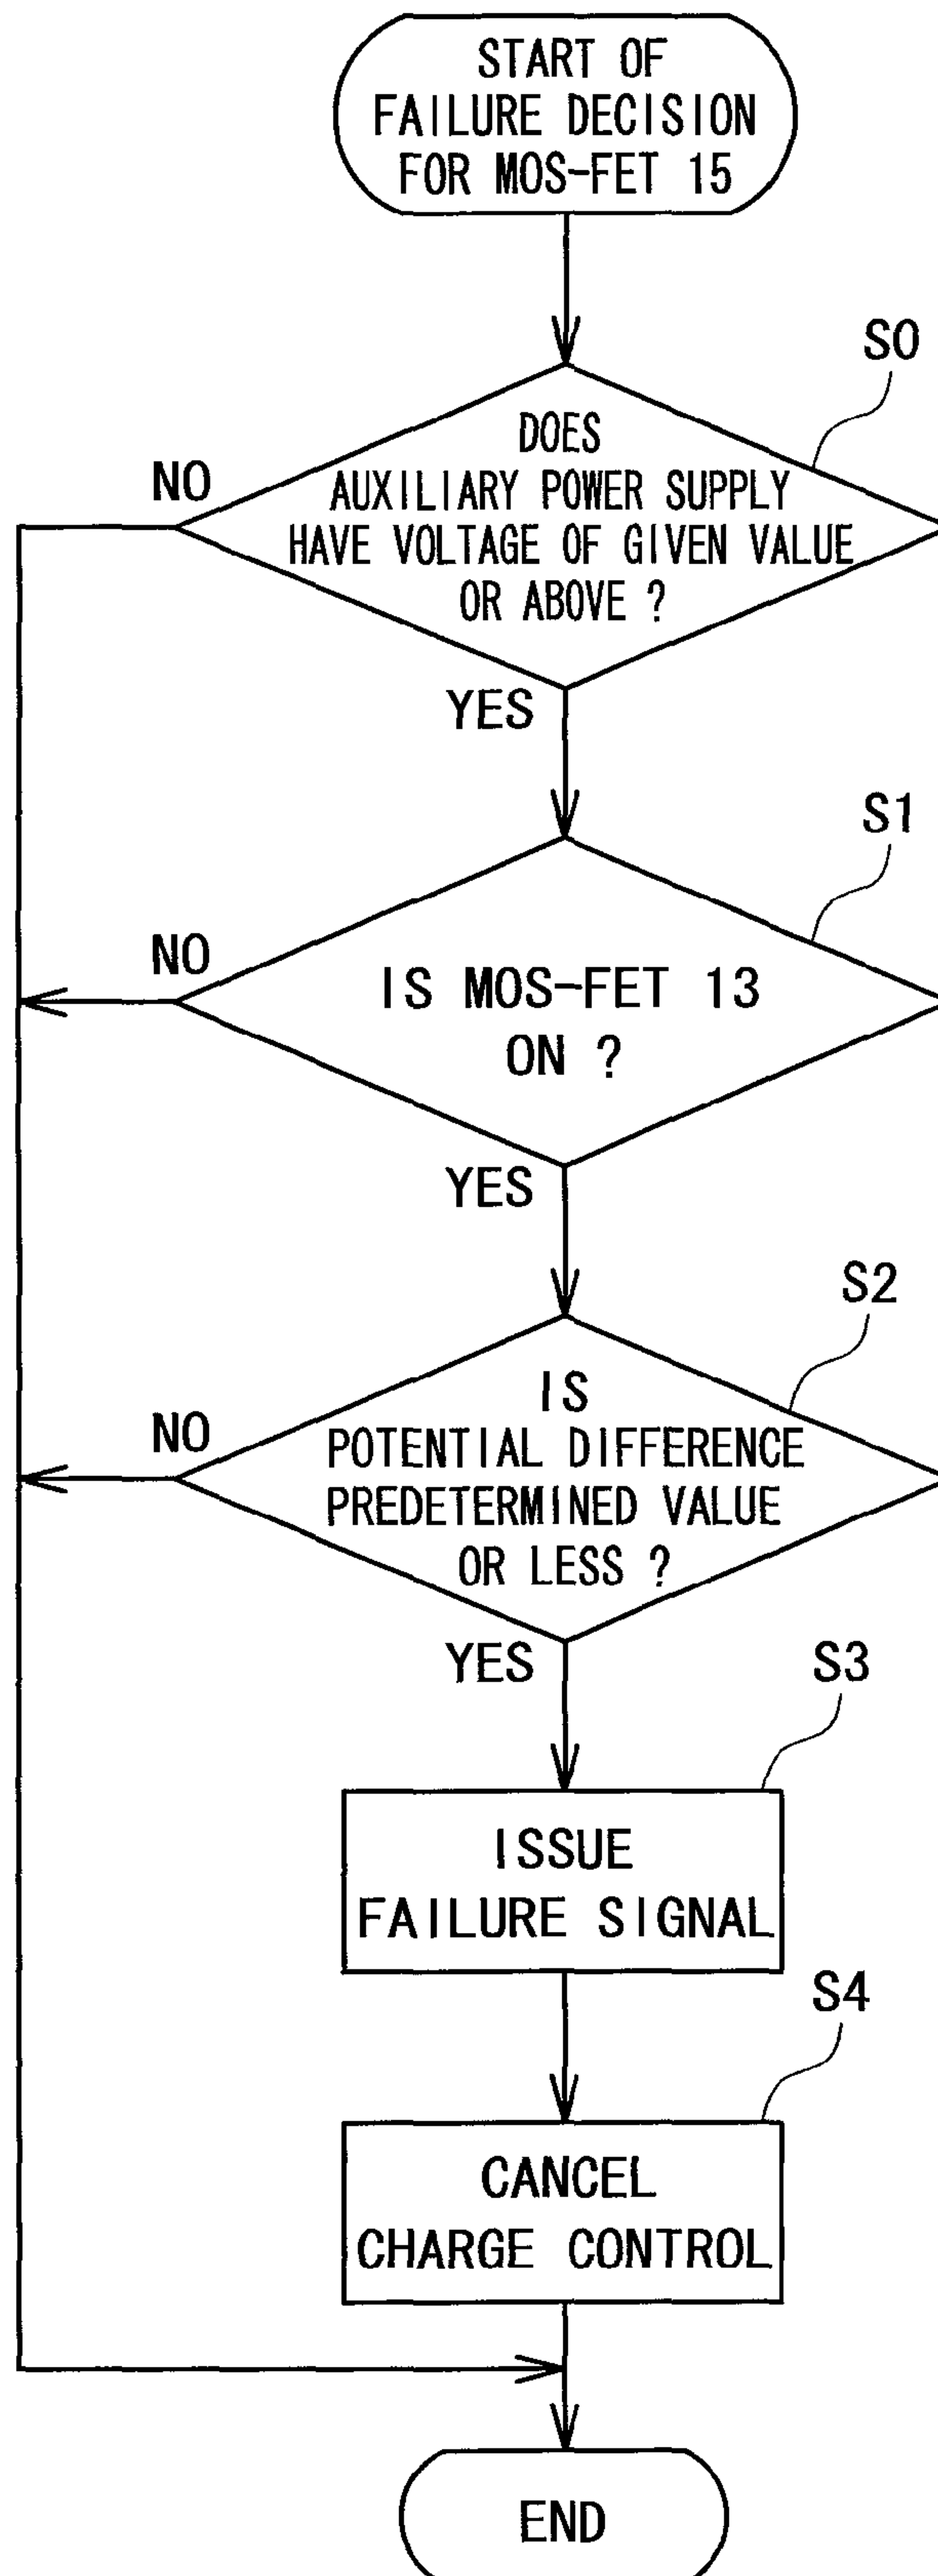 START OF
FAILURE DECISION
FOR MOS-FET 15
S0
DOES
AUXILIARY POWER SUPPLY
HAVE VOLTAGE OF GIVEN VALUE
OR ABOVE ?
NO
YES
S1
IS MOS-FET 13
ON ?
NO
YES
S2
IS
POTENTIAL DIFFERENCE
PREDETERMINED VALUE
OR LESS ?
NO
YES
S3
ISSUE
FAILURE SIGNAL
S4
CANCEL
CHARGE CONTROL
END